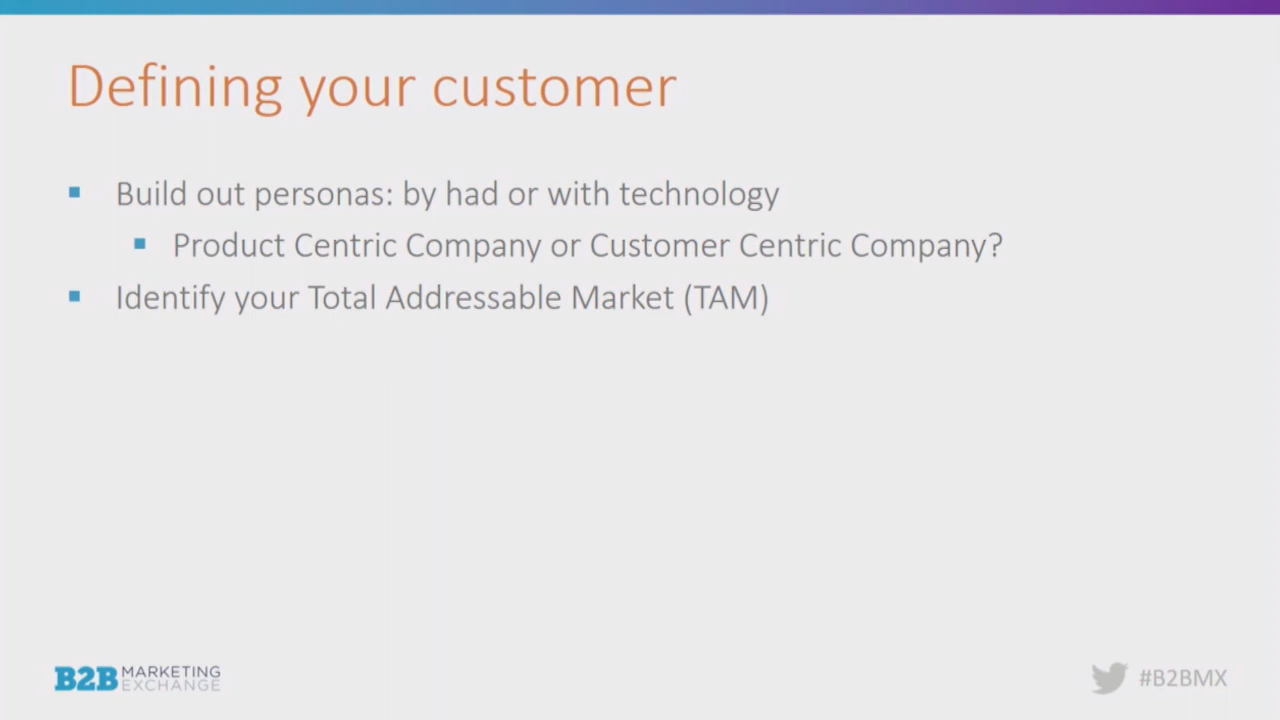 Defining your customer
Build out personas: by had or with technology
Product Centric Company or Customer Centric Company?
Identify your Total Addressable Market (TAM)
B2B MARKETING
EXCHANGE
#B2BMX